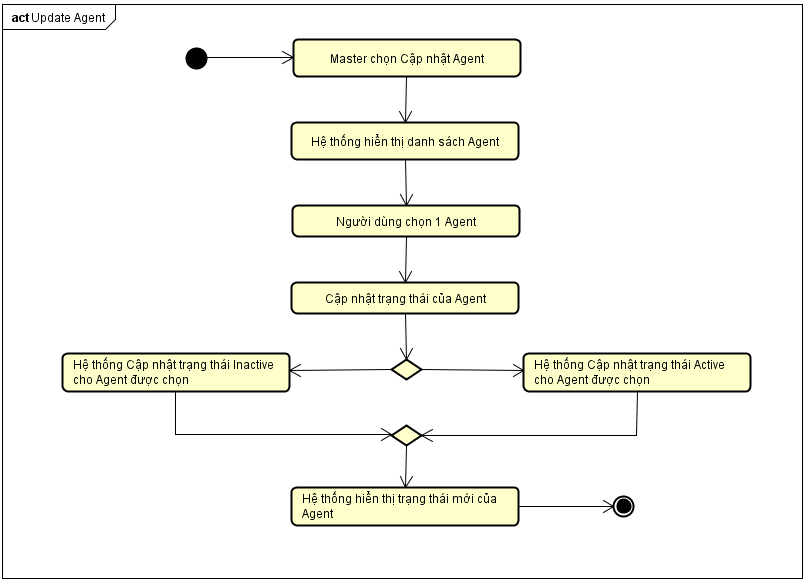 act Update Agent
Master chọn Cập nhật Agent
Hệ thống hiển thị danh sách Agent
Người dùng chọn 1 Agent
Cập nhật trạng thái của Agent
Hệ thống Cập nhật trạng thái Inactive
cho Agent được chọn
Hệ thống Cập nhật trạng thái Active
cho Agent được chọn
Hệ thống hiển thị trạng thái mới của
Agent